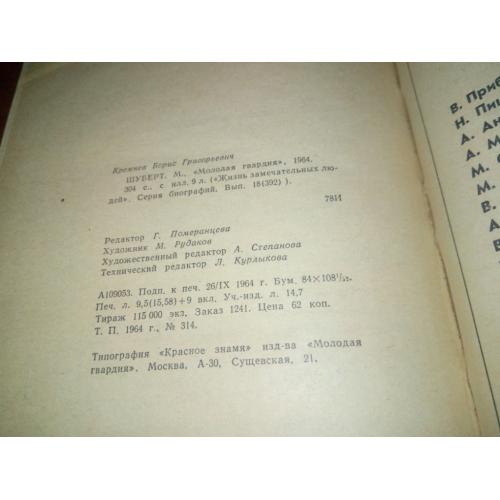 Кремнев Борис Григорьевич
ШУБЕРТ. М., «Молодая гвардия», 1964.
304 с., с илл. 9 л. («Жизнь замечательных лю-
дей». Серия биографий. Вып. 18(392) ).
78И
Редактор Г. Померанцева
Художник М. Рудаков
Художественный редактор А. Степанова
Технический редактор Л. Курлыкова
А109053. Подп. к печ. 26/IX 1964 г. Бум. 84×108¹/₃₂.
Печ. л. 9,5(15,58)+9 вкл. Уч.-изд. л. 14,7
Тираж 115 000 экз. Заказ 1241. Цена 62 коп.
Т. П. 1964 г., № 314.
Типография «Красное знамя» изд-ва «Молодая
гвардия», Москва, А-30, Сущевская, 21.
В.
Н.
А.
А.
М.
М.
В.